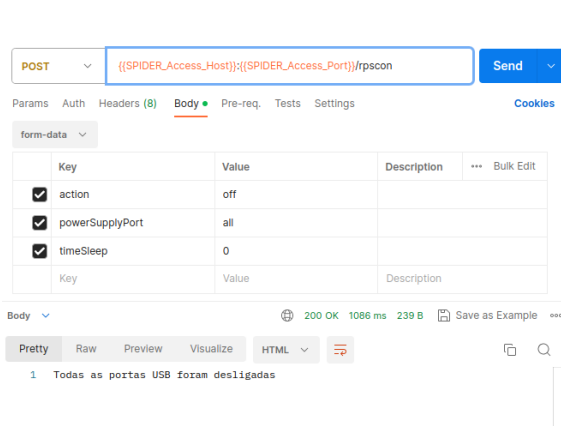 POST {{SPIDER_Access_Host}}:{{SPIDER_Access_Port}}/rpscon Send
Params Auth Headers (8) Body Pre-req. Tests Settings Cookies
form-data
Key Value Description ••• Bulk Edit
action off
powerSupplyPort all
timeSleep 0
Key Value Description
Body 200 OK 1086 ms 239 B Save as Example
Pretty Raw Preview Visualize HTML
1 Todas as portas USB foram desligadas